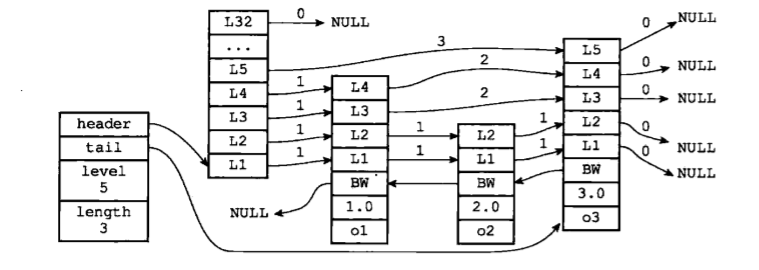 L32
0
NULL
...
L5
3
L4
1
L3
1
L2
1
L1
1
header
tail
level
5
length
3
L4
2
L3
2
L2
1
L1
1
BW
1.0
o1
NULL
L2
1
L1
1
BW
2.0
o2
L5
0
NULL
L4
0
NULL
L3
0
NULL
L2
0
NULL
L1
0
NULL
BW
3.0
o3